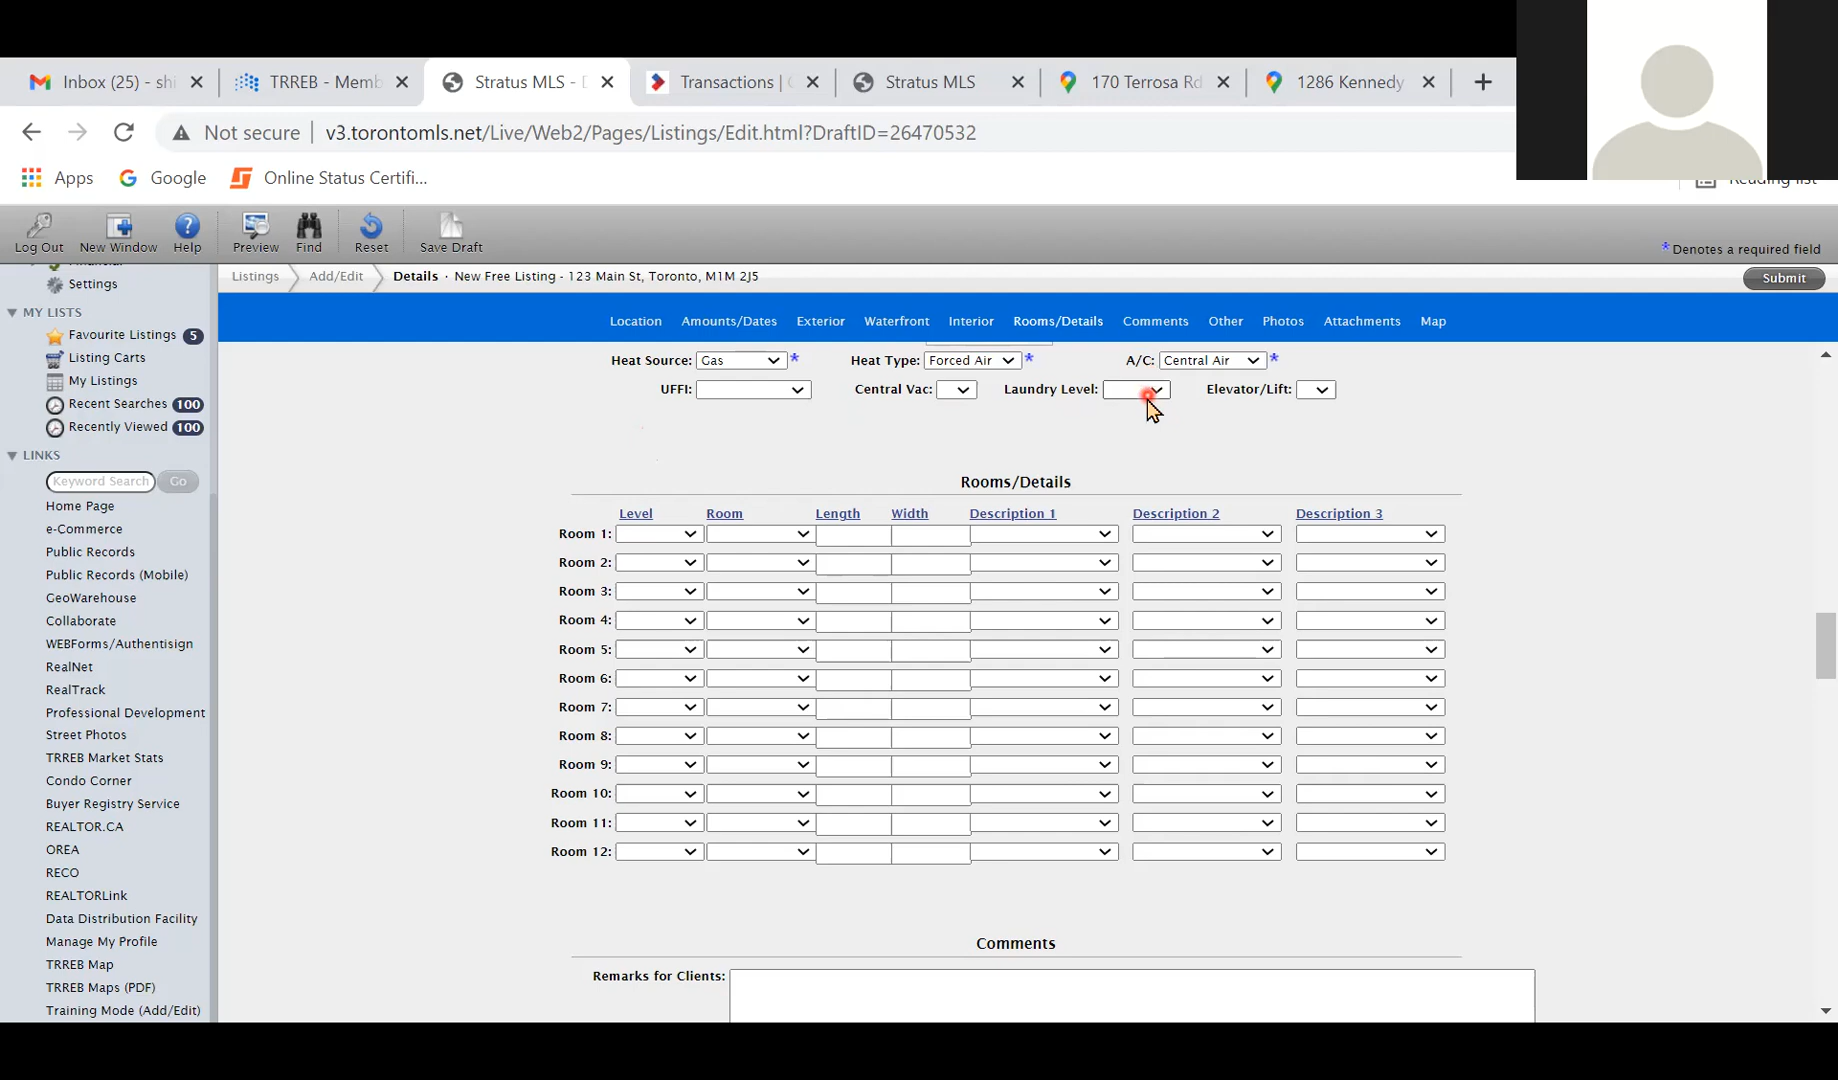 Inbox (25) - shi
TRREB - Memb
Stratus MLS - D
Transactions |
Stratus MLS
170 Terrosa Rd
1286 Kennedy
Not secure
v3.torontomls.net/Live/Web2/Pages/Listings/Edit.html?DraftID=26470532
Apps
Google
Online Status Certifi...
Reading list
Log Out
New Window
Help
Preview
Find
Reset
Save Draft
* Denotes a required field
Financial
Settings
Listings
Add/Edit
Details · New Free Listing - 123 Main St, Toronto, M1M 2J5
Submit
MY LISTS
Favourite Listings 5
Listing Carts
My Listings
Recent Searches 100
Recently Viewed 100
LINKS
Keyword Search Go
Home Page
e-Commerce
Public Records
Public Records (Mobile)
GeoWarehouse
Collaborate
WEBForms/Authentisign
RealNet
RealTrack
Professional Development
Street Photos
TRREB Market Stats
Condo Corner
Buyer Registry Service
REALTOR.CA
OREA
RECO
REALTORLink
Data Distribution Facility
Manage My Profile
TRREB Map
TRREB Maps (PDF)
Training Mode (Add/Edit)
Location Amounts/Dates Exterior Waterfront Interior Rooms/Details Comments Other Photos Attachments Map
Heat Source: Gas * Heat Type: Forced Air * A/C: Central Air *
UFFI: Central Vac: Laundry Level: Elevator/Lift:
Rooms/Details
Level Room Length Width Description 1 Description 2 Description 3
Room 1:
Room 2:
Room 3:
Room 4:
Room 5:
Room 6:
Room 7:
Room 8:
Room 9:
Room 10:
Room 11:
Room 12:
Comments
Remarks for Clients: